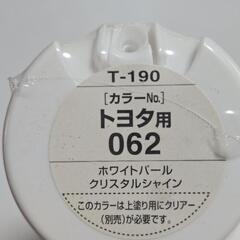 T-190
[カラーNo.]
トヨタ用
062
ホワイトパール
クリスタルシャイン
このカラーは上塗り用にクリアー
(別売)が必要です。